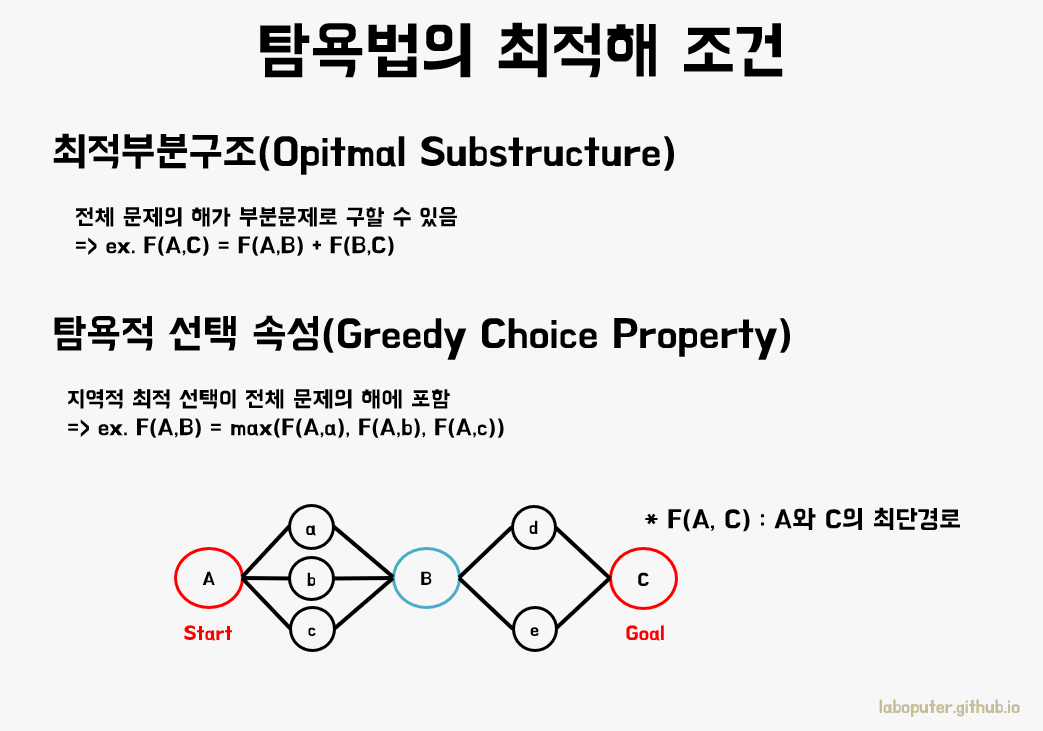 탐욕법의 최적해 조건
최적부분구조(Opitmal Substructure)
전체 문제의 해가 부분문제로 구할 수 있음
=> ex. F(A,C) = F(A,B) + F(B,C)
탐욕적 선택 속성(Greedy Choice Property)
지역적 최적 선택이 전체 문제의 해에 포함
=> ex. F(A,B) = max(F(A,a), F(A,b), F(A,c))
* F(A, C) : A와 C의 최단경로
a
d
A
b
B
C
c
e
Start
Goal
laboputer.github.io